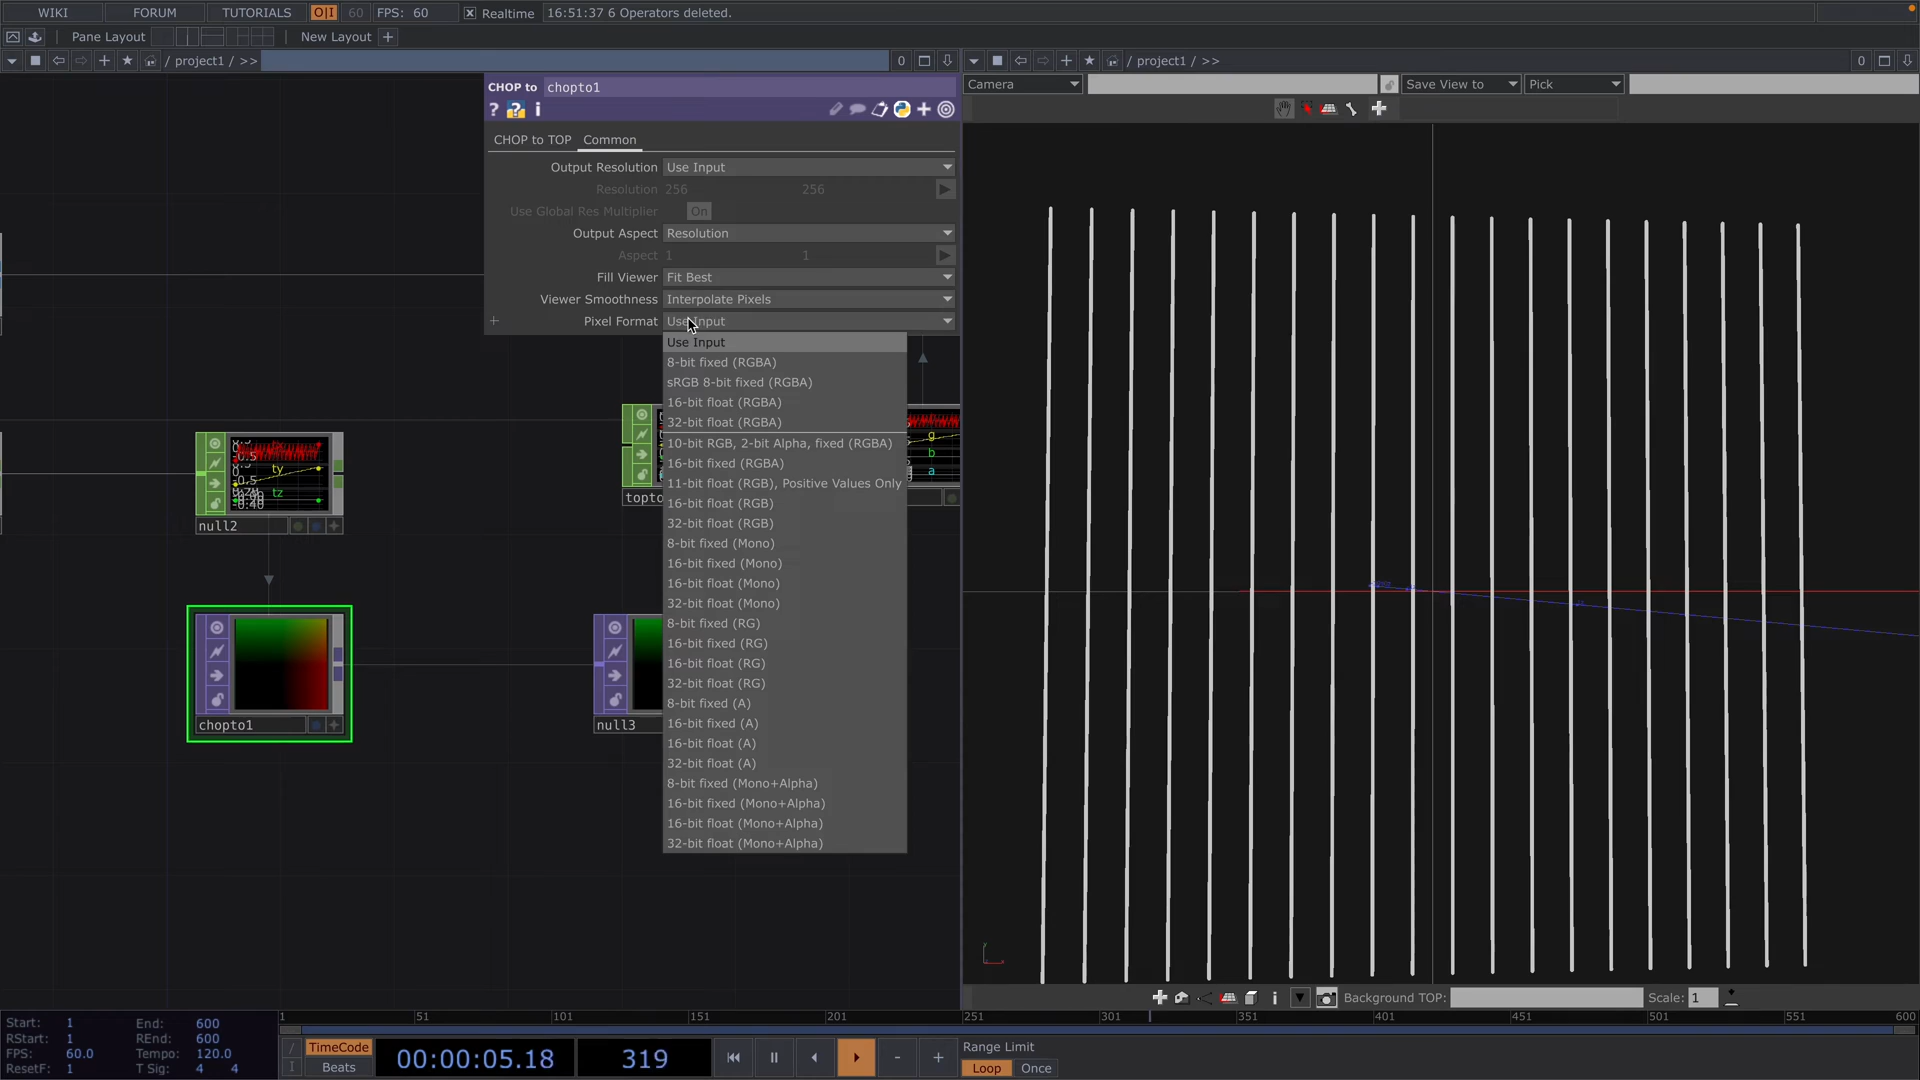 WIKI FORUM TUTORIALS O|I 60 FPS: 60 Realtime 16:51:37 6 Operators deleted.
Pane Layout New Layout +
/ project1 / >> 0
/ project1 / >> 0
CHOP to chopto1
Camera Save View to Pick
? ? i
CHOP to TOP Common
Output Resolution Use Input
Resolution 256 256
Use Global Res Multiplier On
Output Aspect Resolution
Aspect 1 1
Fill Viewer Fit Best
Viewer Smoothness Interpolate Pixels
+ Pixel Format Use Input
Use Input
8-bit fixed (RGBA)
sRGB 8-bit fixed (RGBA)
16-bit float (RGBA)
32-bit float (RGBA)
10-bit RGB, 2-bit Alpha, fixed (RGBA)
16-bit fixed (RGBA)
11-bit float (RGB), Positive Values Only
16-bit float (RGB)
32-bit float (RGB)
8-bit fixed (Mono)
16-bit fixed (Mono)
16-bit float (Mono)
32-bit float (Mono)
8-bit fixed (RG)
16-bit fixed (RG)
16-bit float (RG)
32-bit float (RG)
8-bit fixed (A)
16-bit fixed (A)
16-bit float (A)
32-bit float (A)
8-bit fixed (Mono+Alpha)
16-bit fixed (Mono+Alpha)
16-bit float (Mono+Alpha)
32-bit float (Mono+Alpha)
ty
tz
null2
topto
g
b
a
chopto1
null3
Background TOP: Scale: 1
Start: 1 End: 600
RStart: 1 REnd: 600
FPS: 60.0 Tempo: 120.0
ResetF: 1 T Sig: 4 4
1 51 101 151 201 251 301 351 401 451 501 551 600
TimeCode
Beats
00:00:05.18 319
Range Limit
Loop Once